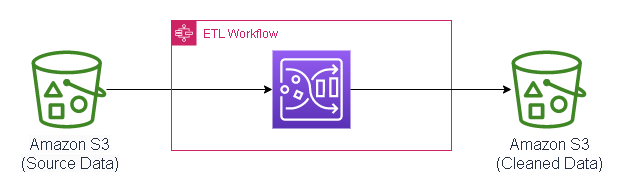 ETL Workflow
Amazon S3
(Source Data)
Amazon S3
(Cleaned Data)